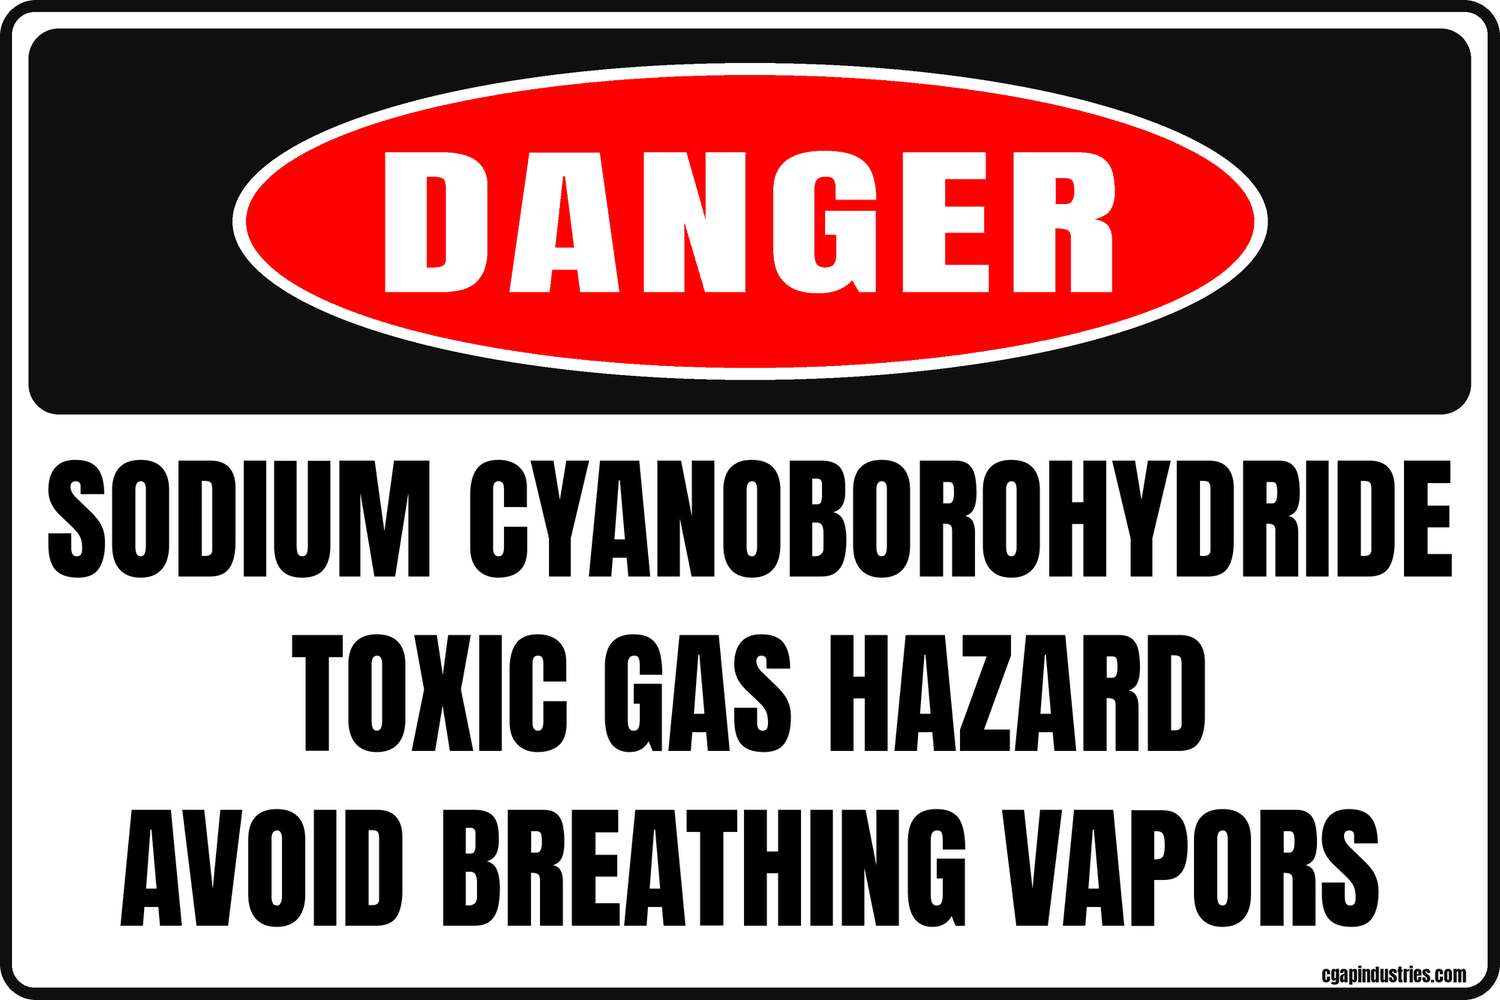 DANGER
SODIUM CYANOBOROHYDRIDE
TOXIC GAS HAZARD
AVOID BREATHING VAPORS
cgapindustries.com